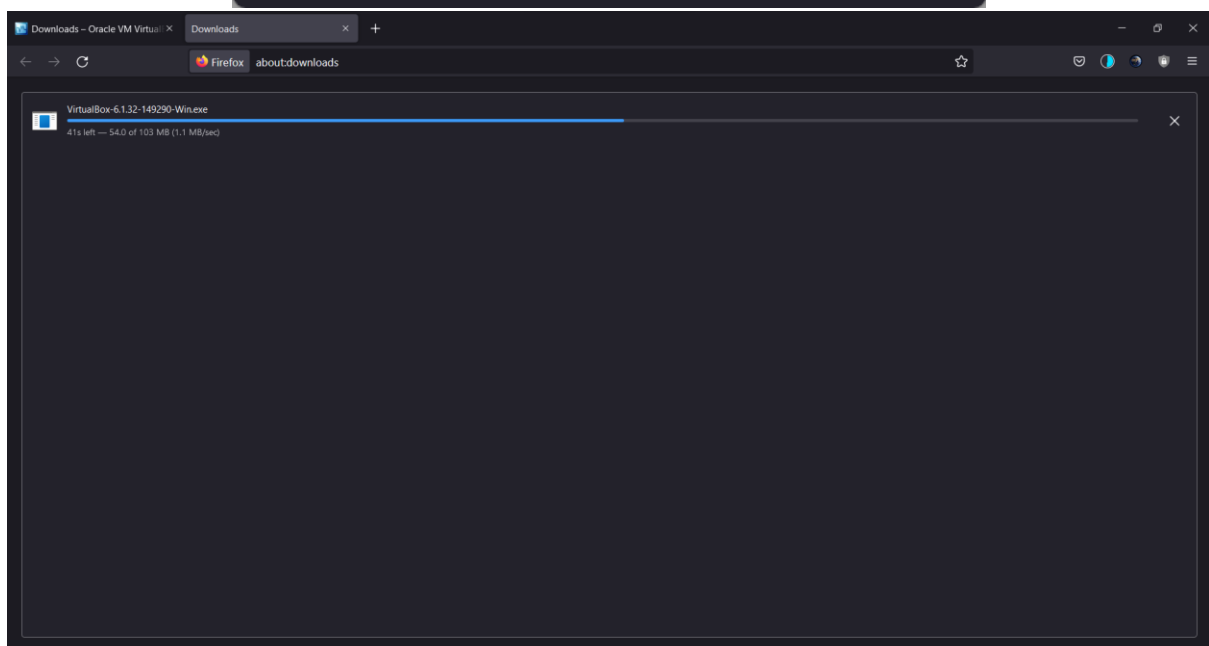 Downloads – Oracle VM Virtuali
Downloads
Firefox about:downloads
VirtualBox-6.1.32-149290-Win.exe
41s left — 54.0 of 103 MB (1.1 MB/sec)